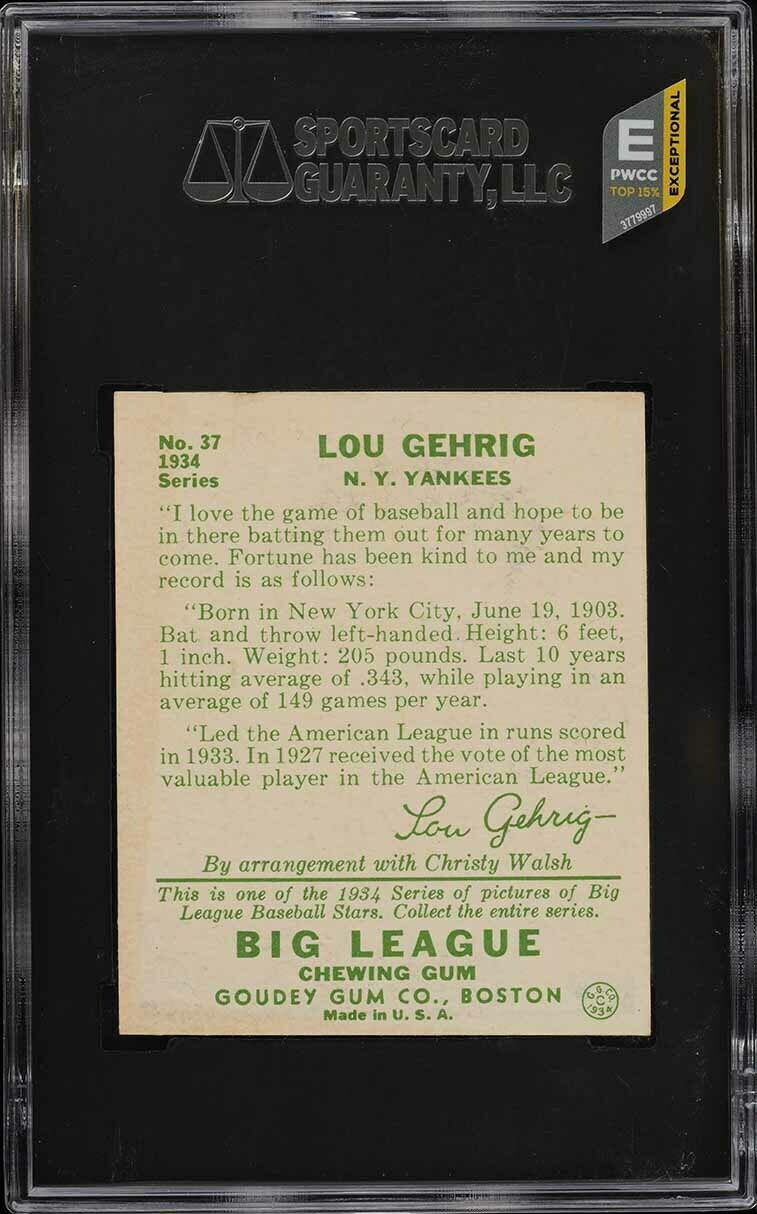 SPORTSCARD
GUARANTY, LLC
E
PWCC
TOP 15%
EXCEPTIONAL
3779997
No. 37
1934
Series
LOU GEHRIG
N. Y. YANKEES
"I love the game of baseball and hope to be
in there batting them out for many years to
come. Fortune has been kind to me and my
record is as follows:
"Born in New York City, June 19, 1903.
Bat and throw left-handed. Height: 6 feet,
1 inch. Weight: 205 pounds. Last 10 years
hitting average of .343, while playing in an
average of 149 games per year.
"Led the American League in runs scored
in 1933. In 1927 received the vote of the most
valuable player in the American League."
Lou Gehrig
By arrangement with Christy Walsh
This is one of the 1934 Series of pictures of Big
League Baseball Stars. Collect the entire series.
BIG LEAGUE
CHEWING GUM
GOUDEY GUM CO., BOSTON
Made in U. S. A.
G.G.CO.
C
1934